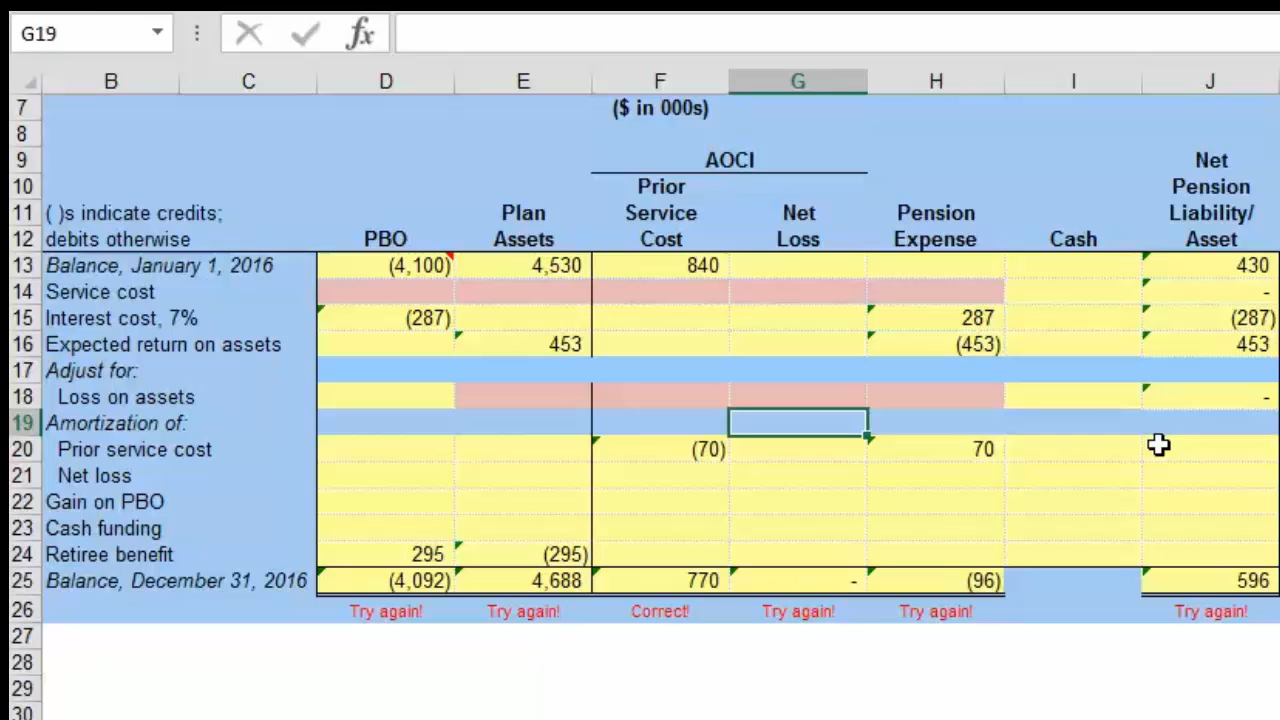 G19
fx
B C D E F G H I J
7 ($ in 000s)
8
9 AOCI Net
10 Prior Pension
11 ( )s indicate credits; Plan Service Net Pension Liability/
12 debits otherwise PBO Assets Cost Loss Expense Cash Asset
13 Balance, January 1, 2016 (4,100) 4,530 840 430
14 Service cost -
15 Interest cost, 7% (287) 287 (287)
16 Expected return on assets 453 (453) 453
17 Adjust for:
18 Loss on assets -
19 Amortization of:
20 Prior service cost (70) 70
21 Net loss
22 Gain on PBO
23 Cash funding
24 Retiree benefit 295 (295)
25 Balance, December 31, 2016 (4,092) 4,688 770 - (96) 596
26 Try again! Try again! Correct! Try again! Try again! Try again!
27
28
29
30